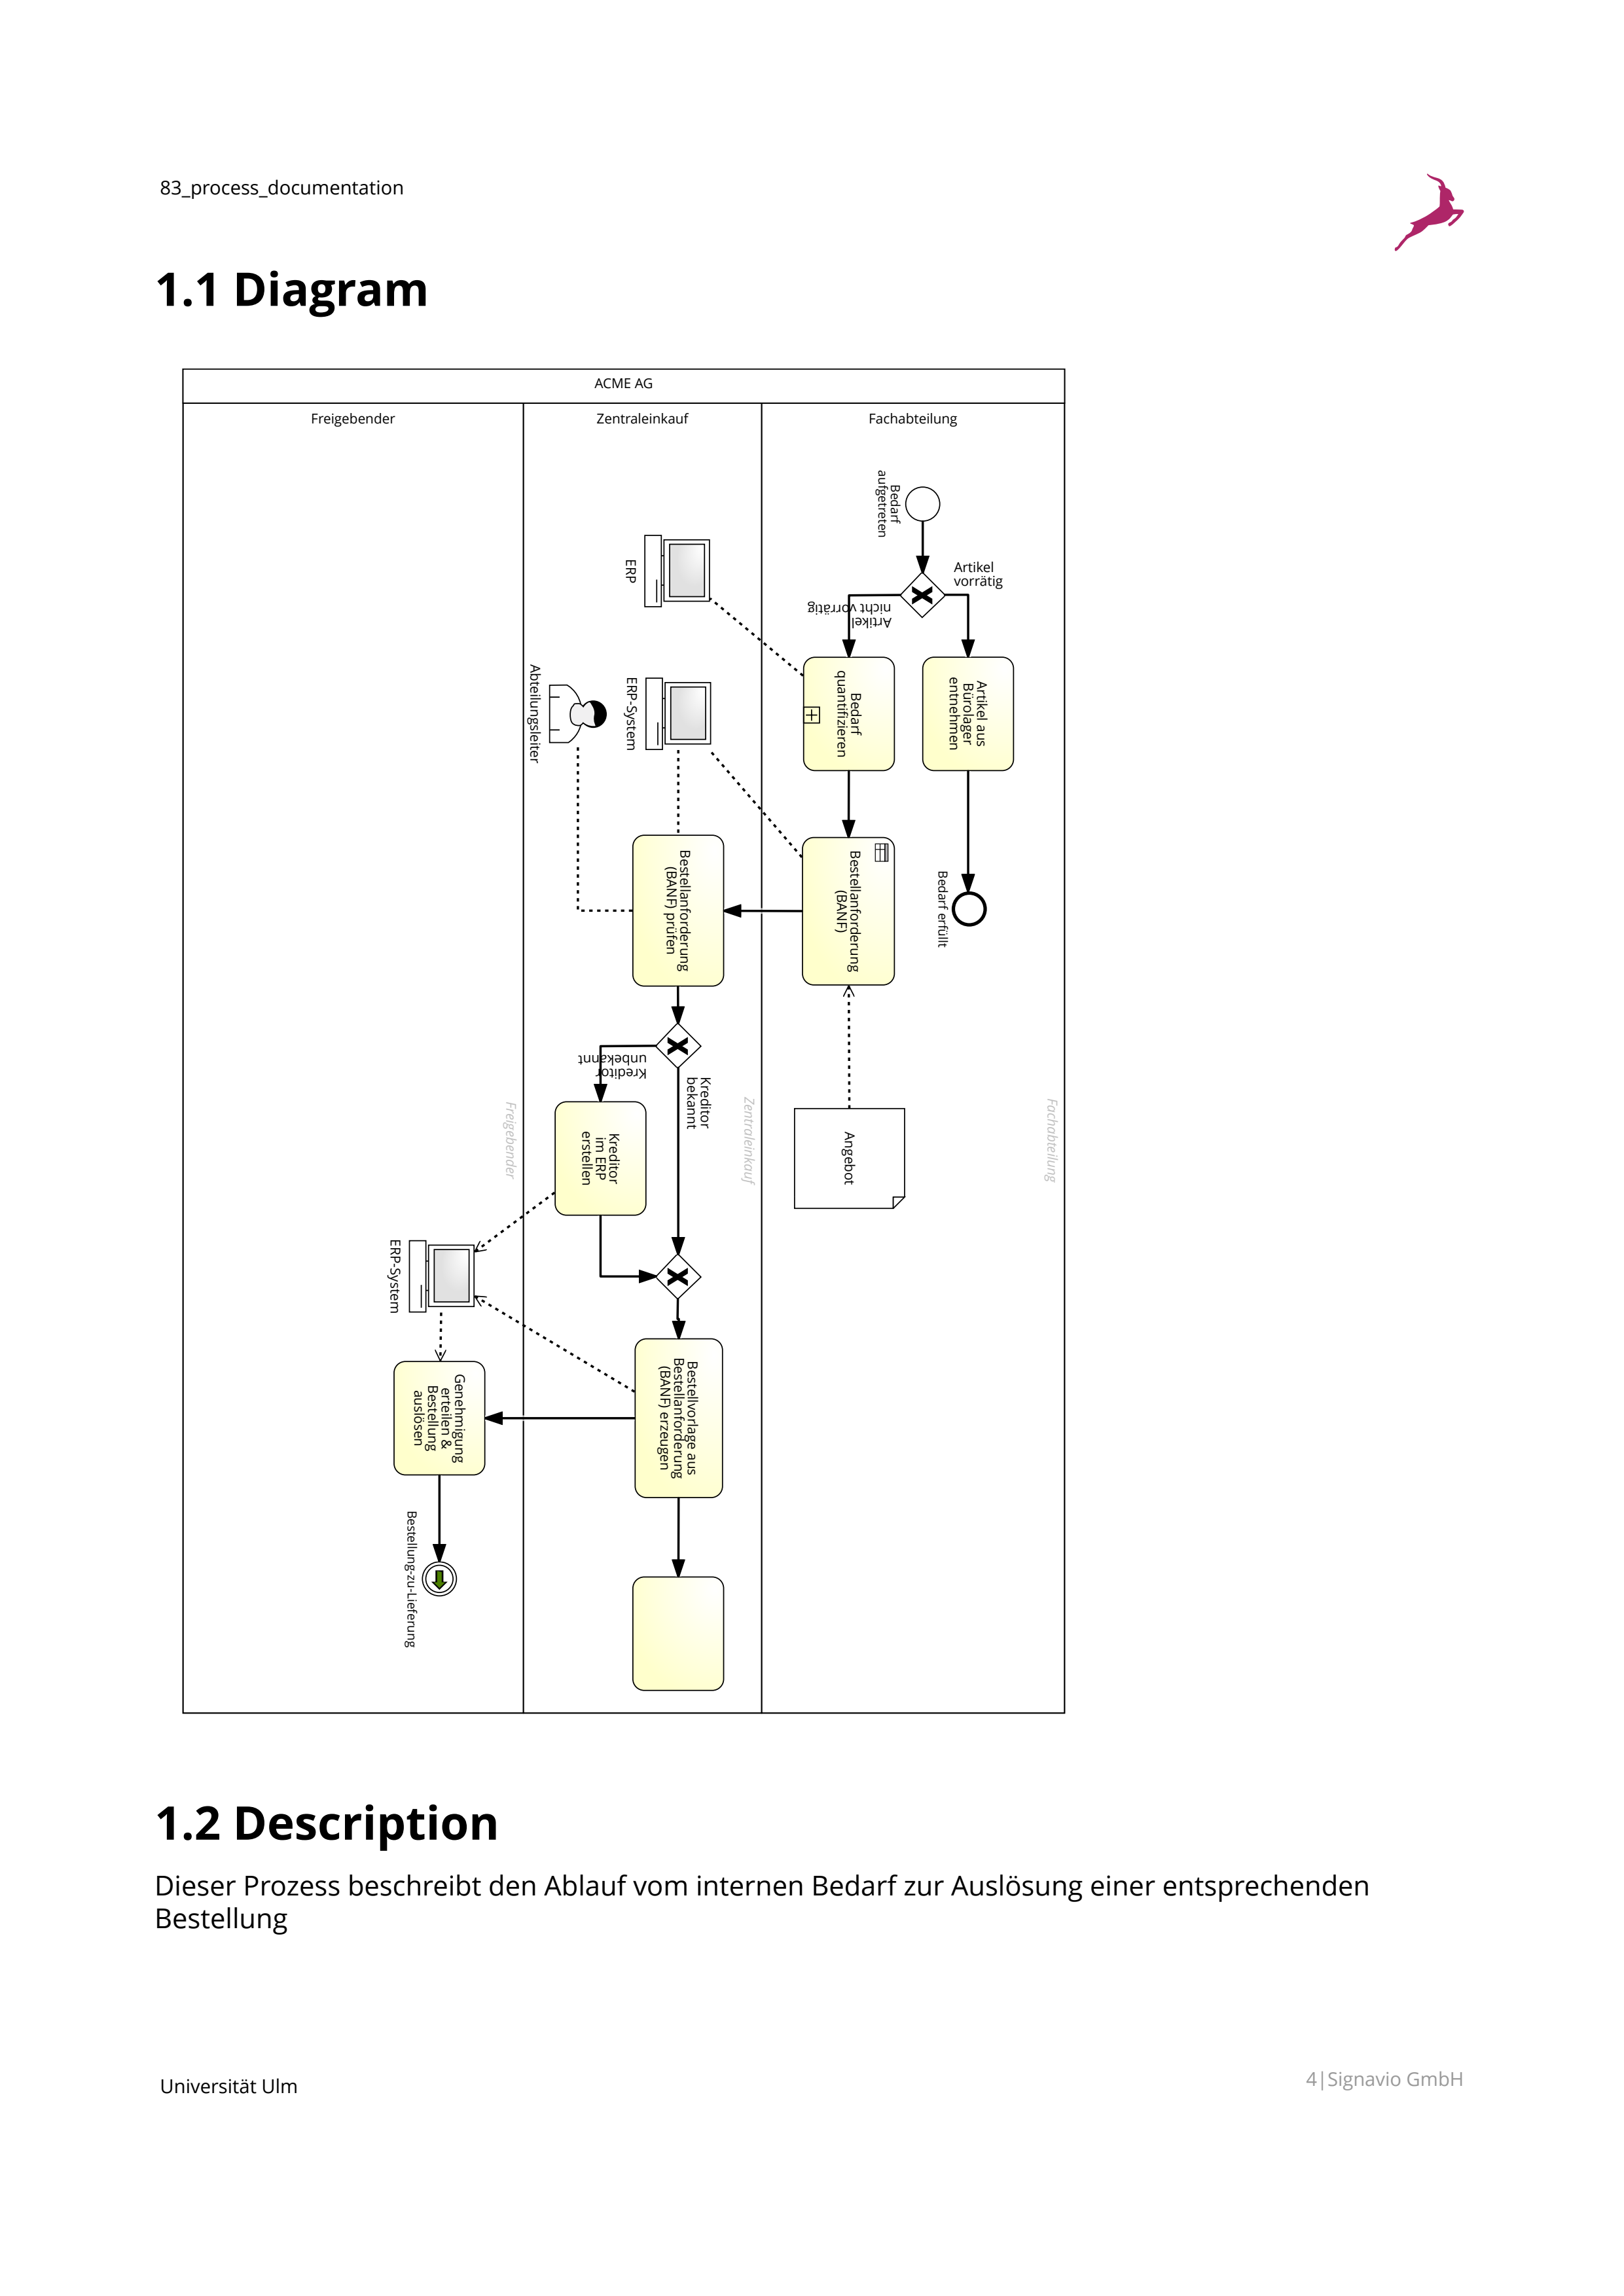 83_process_documentation
1.1 Diagram
ACME AG
Freigebender
Zentraleinkauf
Fachabteilung
Bedarf
aufgetreten
Artikel
vorrätig
Artikel
nicht vorrätig
ERP
Bedarf
quantifizieren
Artikel aus
Bürolager
entnehmen
Abteilungsleiter
ERP-System
Bestellanforderung
(BANF) prüfen
Bestellanforderung
(BANF)
Bedarf erfüllt
Kreditor
unbekannt
Kreditor
bekannt
Freigebender
Zentraleinkauf
Fachabteilung
Kreditor
im ERP
erstellen
Angebot
ERP-System
Genehmigung
erteilen &
Bestellung
auslösen
Bestellvorlage aus
Bestellanforderung
(BANF) erzeugen
Bestellung-zu-Lieferung
1.2 Description
Dieser Prozess beschreibt den Ablauf vom internen Bedarf zur Auslösung einer entsprechenden
Bestellung
Universität Ulm
4|Signavio GmbH